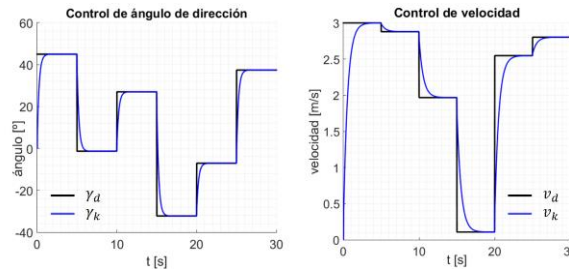 Control de ángulo de dirección
60
40
20
0
-20
-40
ángulo [º]
γd
γk
0
10
20
30
t [s]
Control de velocidad
3
2.5
2
1.5
1
0.5
0
velocidad [m/s]
vd
vk
0
10
20
30
t [s]